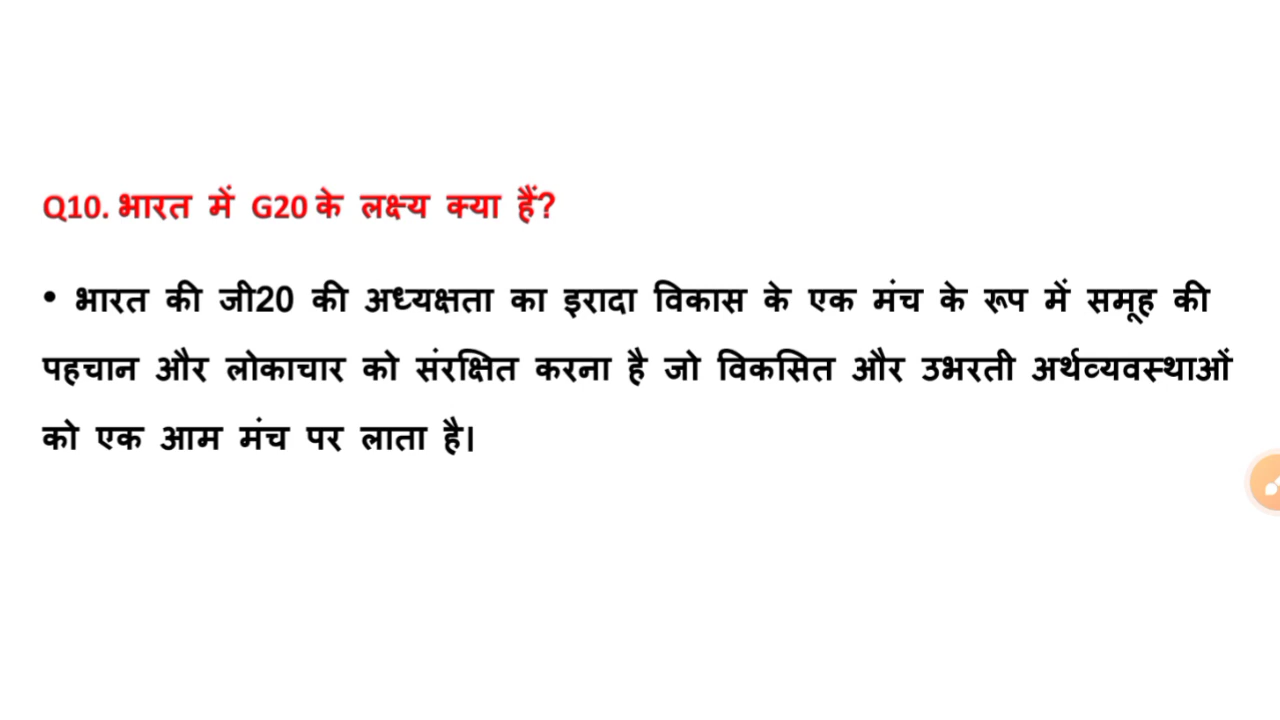 Q10. भारत में G20 के लक्ष्य क्या हैं?
• भारत की जी20 की अध्यक्षता का इरादा विकास के एक मंच के रूप में समूह की
पहचान और लोकाचार को संरक्षित करना है जो विकसित और उभरती अर्थव्यवस्थाओं
को एक आम मंच पर लाता है।